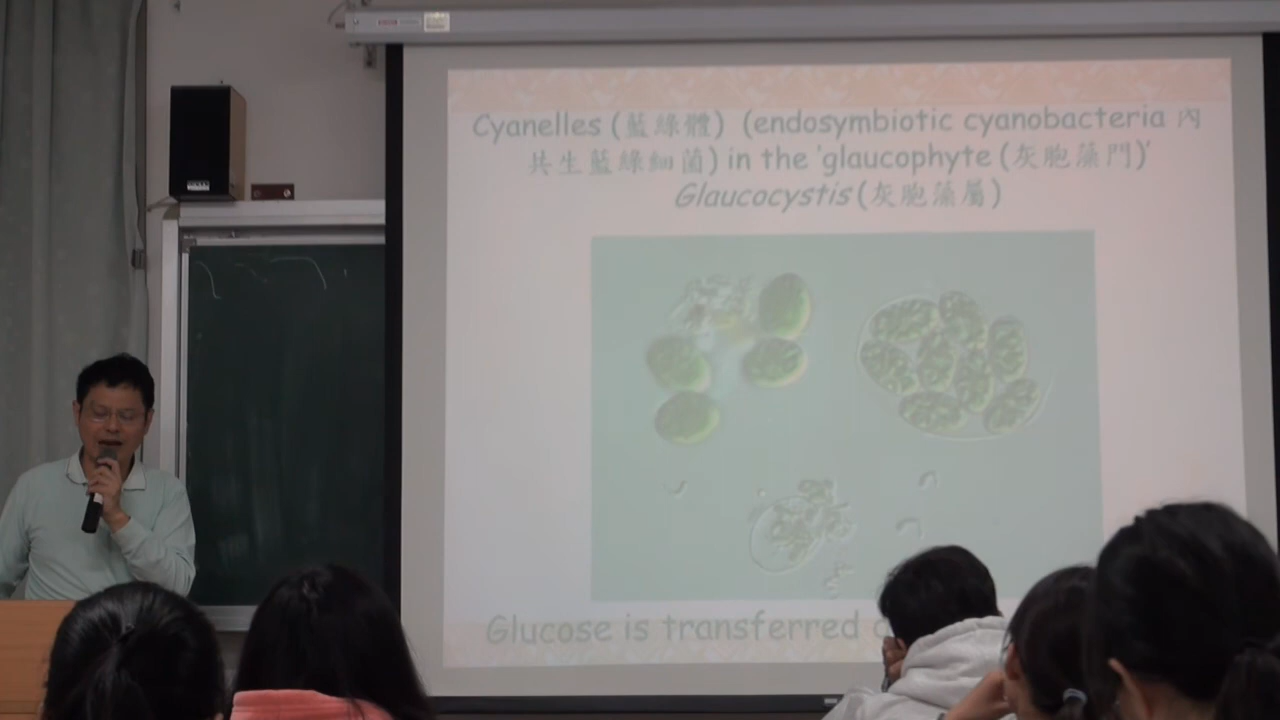 Cyanelles (藍綠體) (endosymbiotic cyanobacteria 內
共生藍綠細菌) in the 'glaucophyte (灰胞藻門)'
Glaucocystis (灰胞藻屬)
Glucose is transferred